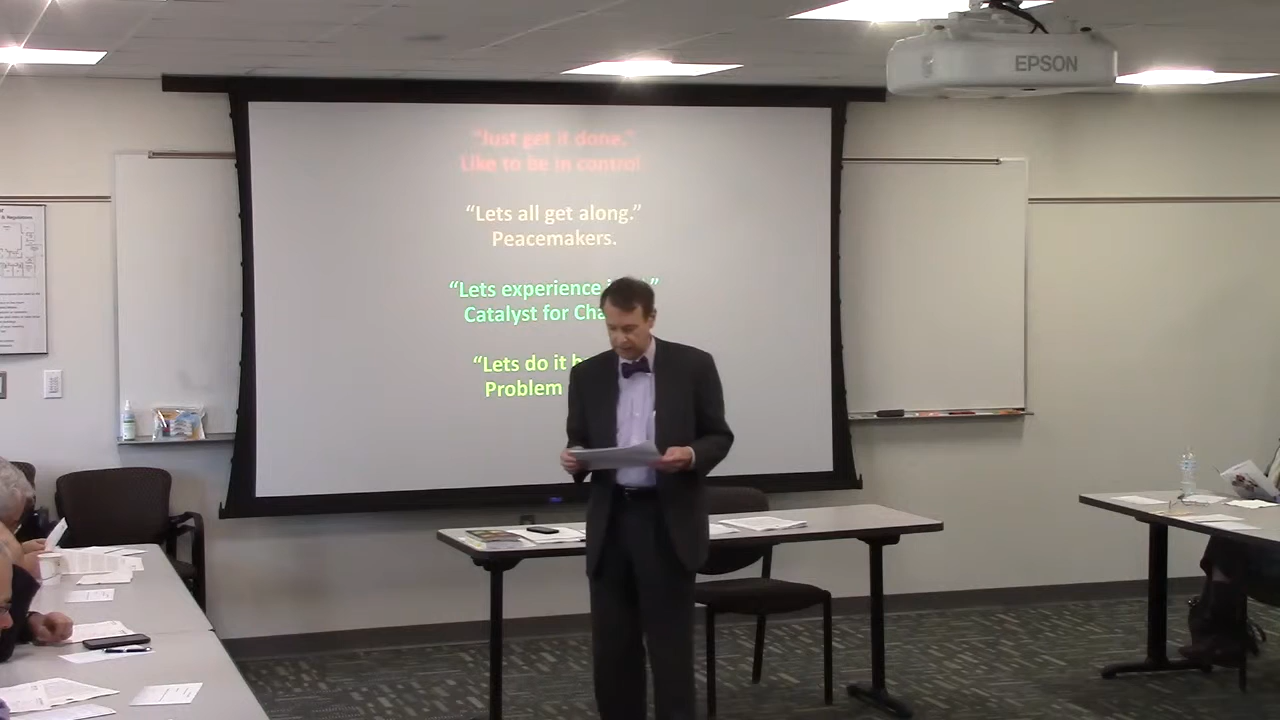 EPSON
"Just get it done."
Like to be in control
“Lets all get along.”
Peacemakers.
“Lets experience ”
Catalyst for Cha
“Lets do it
Problem
& Regulations